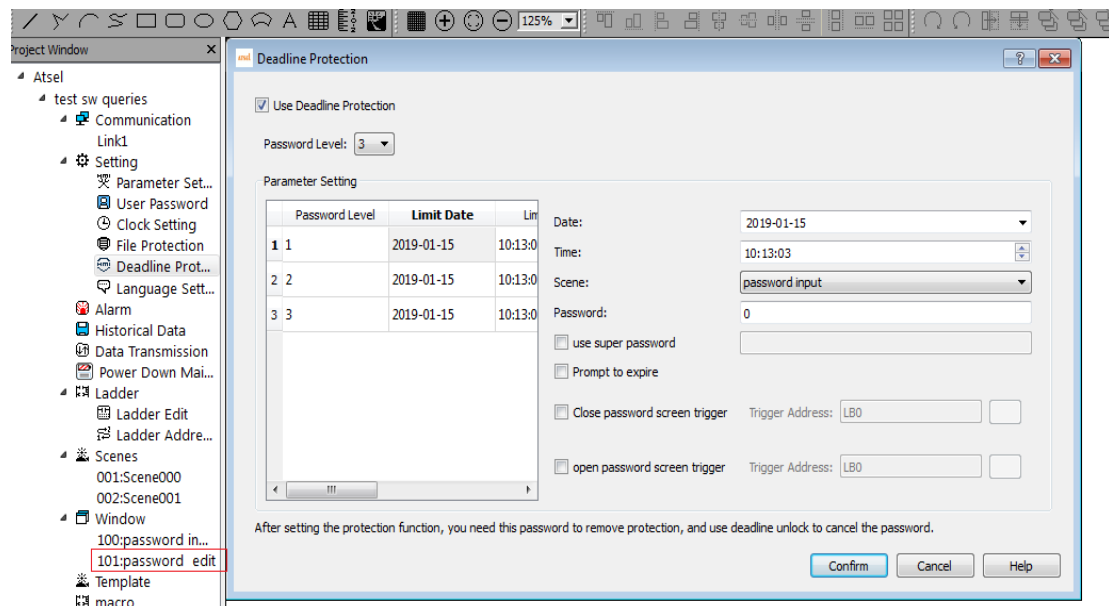 A
125%
Project Window x
Atsel
test sw queries
Communication
Link1
Setting
Parameter Set...
User Password
Clock Setting
File Protection
Deadline Prot...
Language Sett...
Alarm
Historical Data
Data Transmission
Power Down Mai...
Ladder
Ladder Edit
Ladder Addre...
Scenes
001:Scene000
002:Scene001
Window
100:password in...
101:password edit
Template
macro
Deadline Protection
Use Deadline Protection
Password Level: 3
Parameter Setting
Password Level Limit Date Lim
1 1 2019-01-15 10:13:0
2 2 2019-01-15 10:13:0
3 3 2019-01-15 10:13:0
Date: 2019-01-15
Time: 10:13:03
Scene: password input
Password: 0
use super password
Prompt to expire
Close password screen trigger Trigger Address: LB0
open password screen trigger Trigger Address: LB0
After setting the protection function, you need this password to remove protection, and use deadline unlock to cancel the password.
Confirm Cancel Help